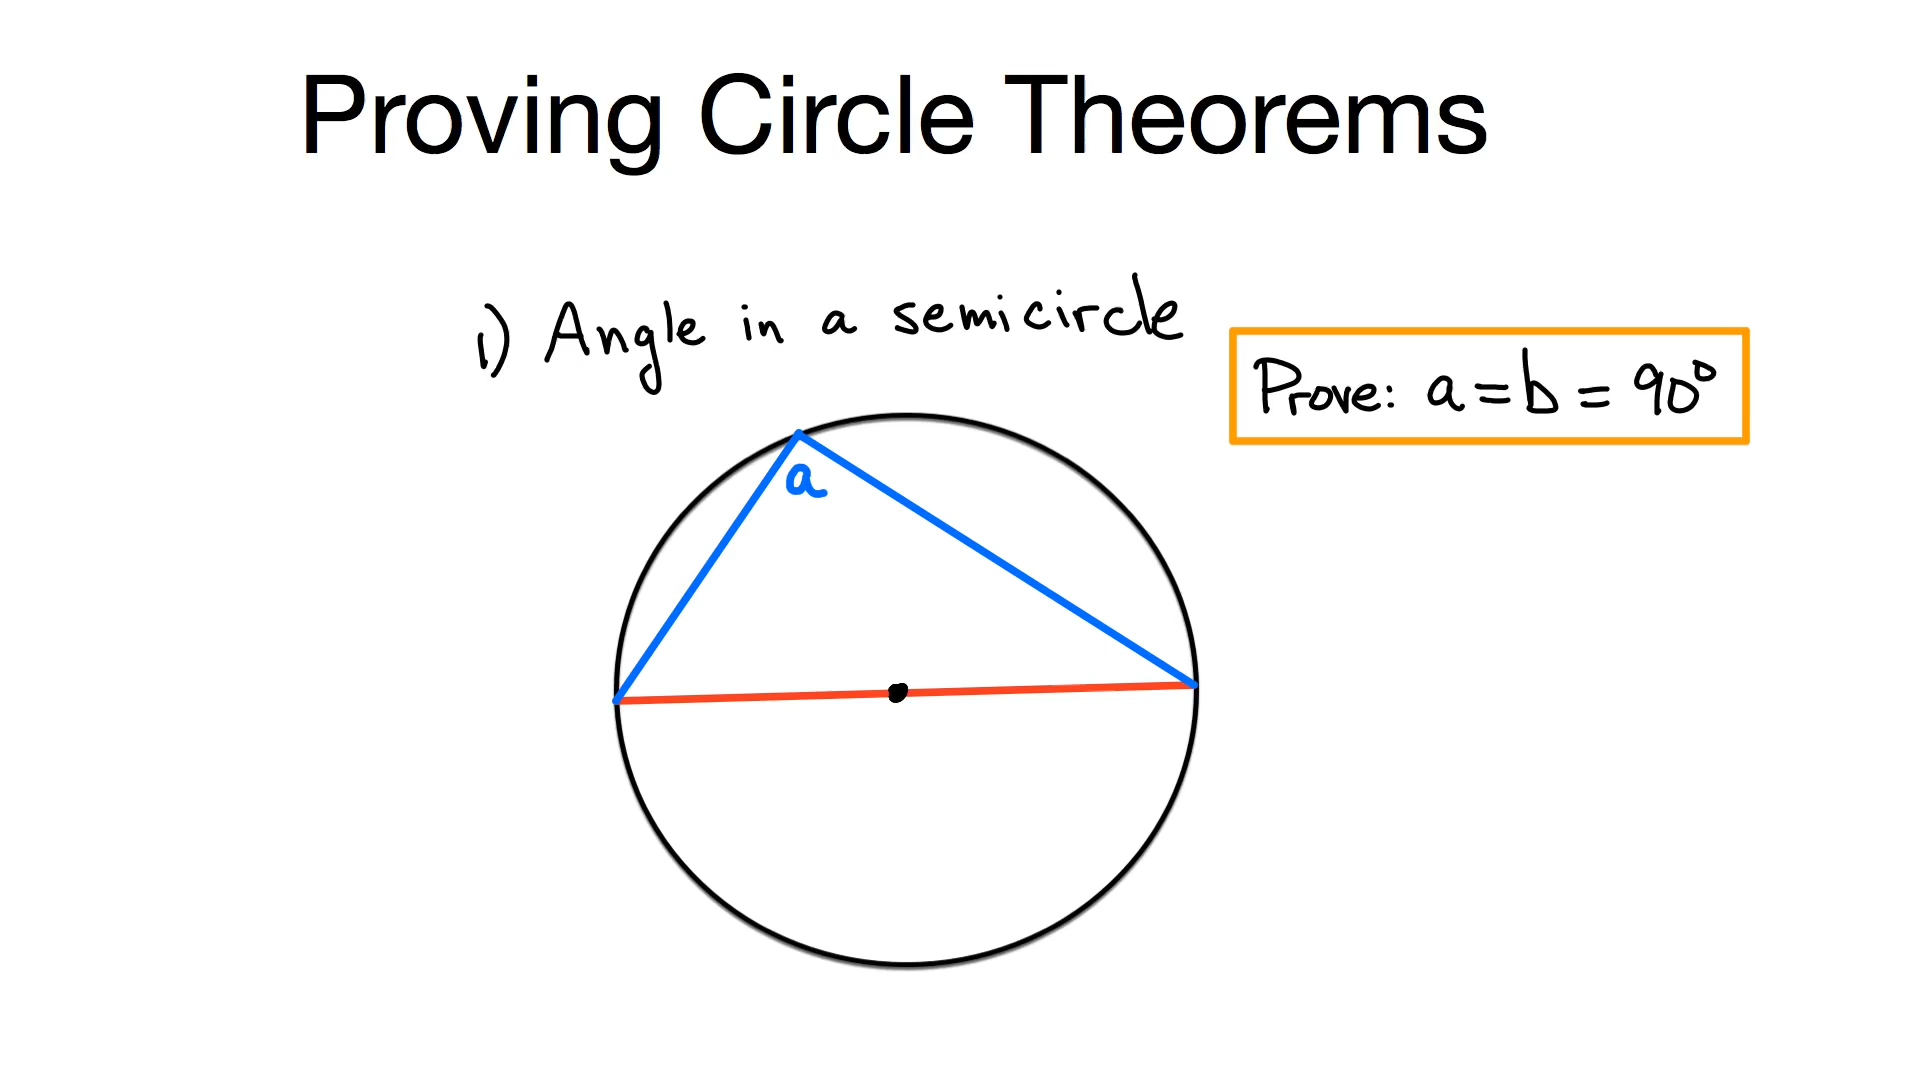 Proving Circle Theorems
1) Angle in a semicircle
Prove: a = b = 90°
a